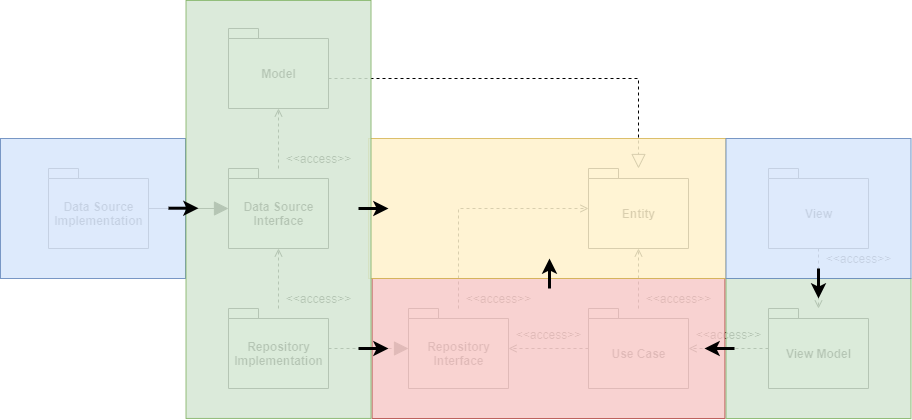 Model
<<access>>
Data Source
Implementation
Data Source
Interface
Entity
View
<<access>>
<<access>>
<<access>>
<<access>>
Repository
Implementation
Repository
Interface
<<access>>
Use Case
<<access>>
View Model